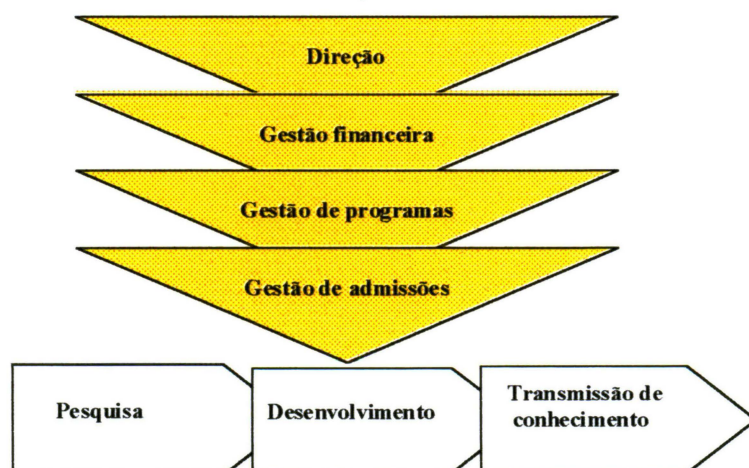 Direção
Gestão financeira
Gestão de programas
Gestão de admissões
Pesquisa
Desenvolvimento
Transmissão de
conhecimento